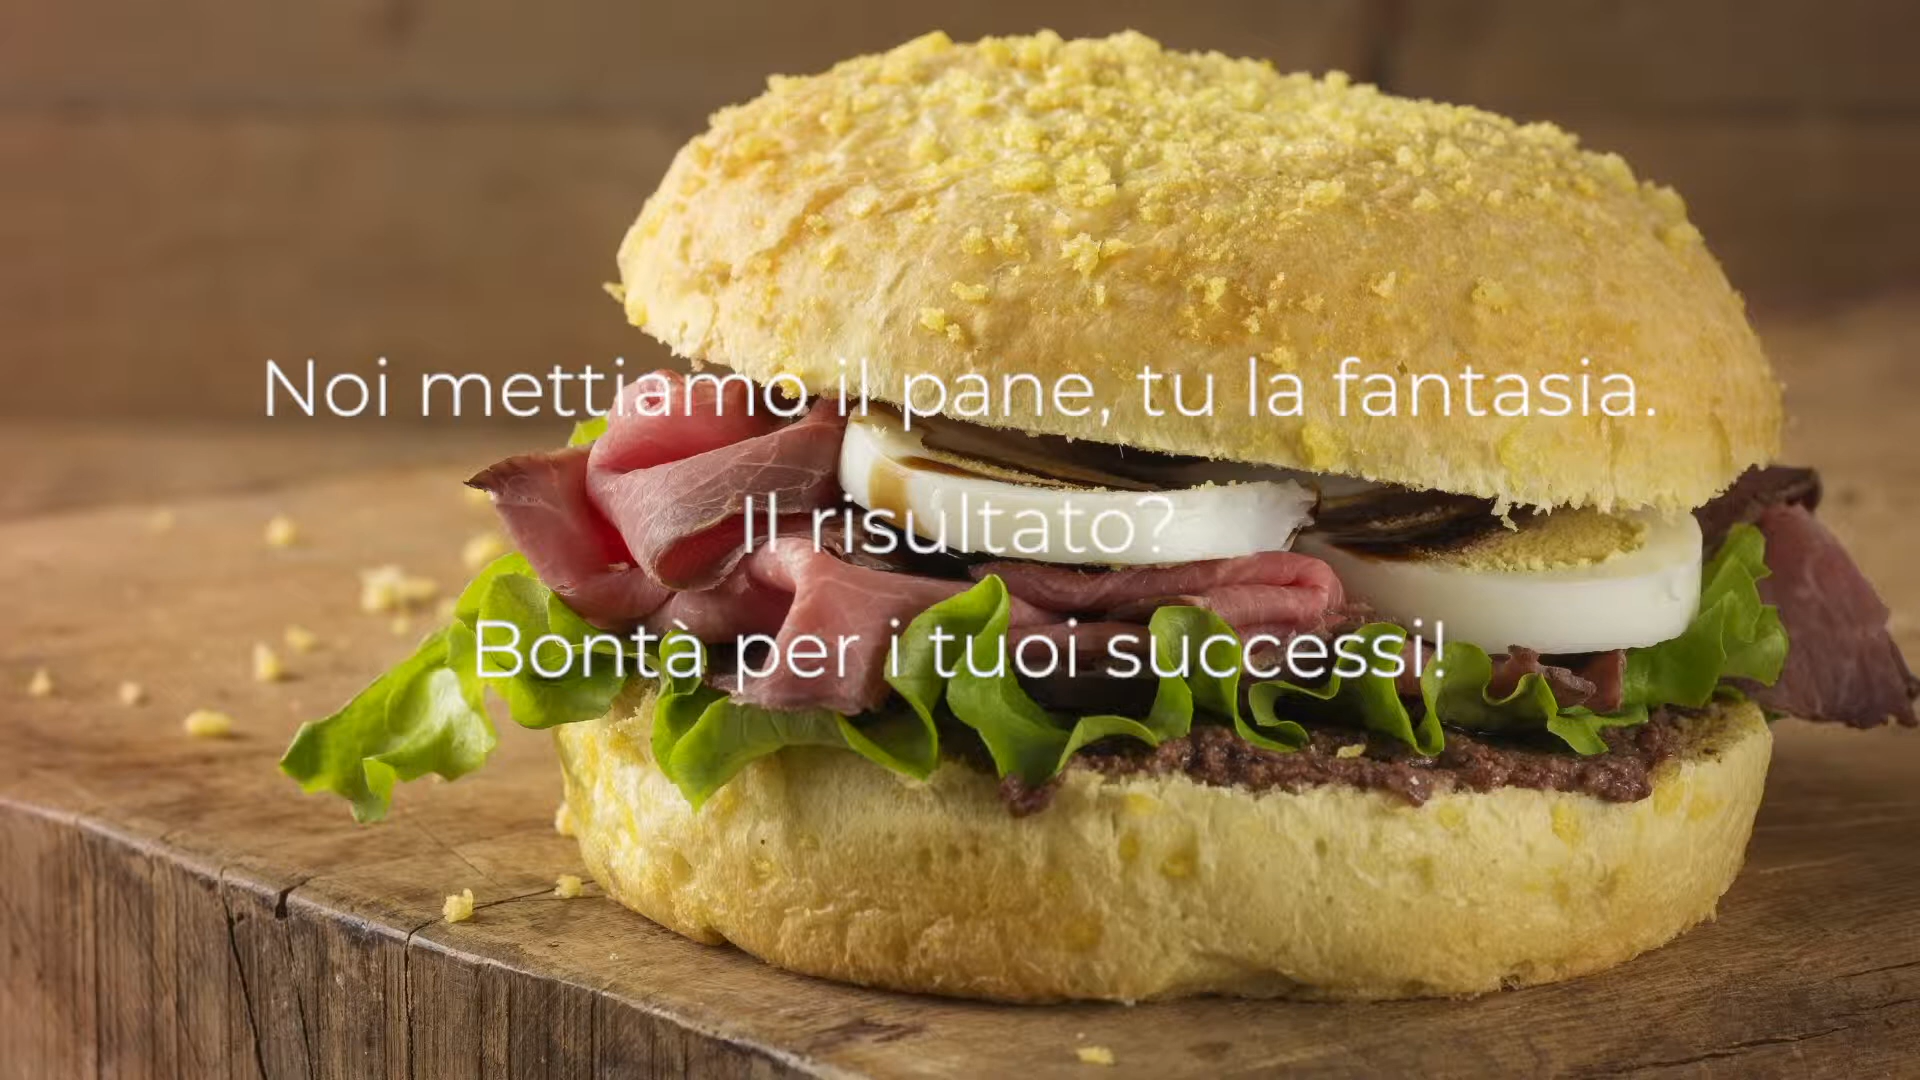 Noi mettiamo il pane, tu la fantasia.
Il risultato?
Bontà per i tuoi successi!